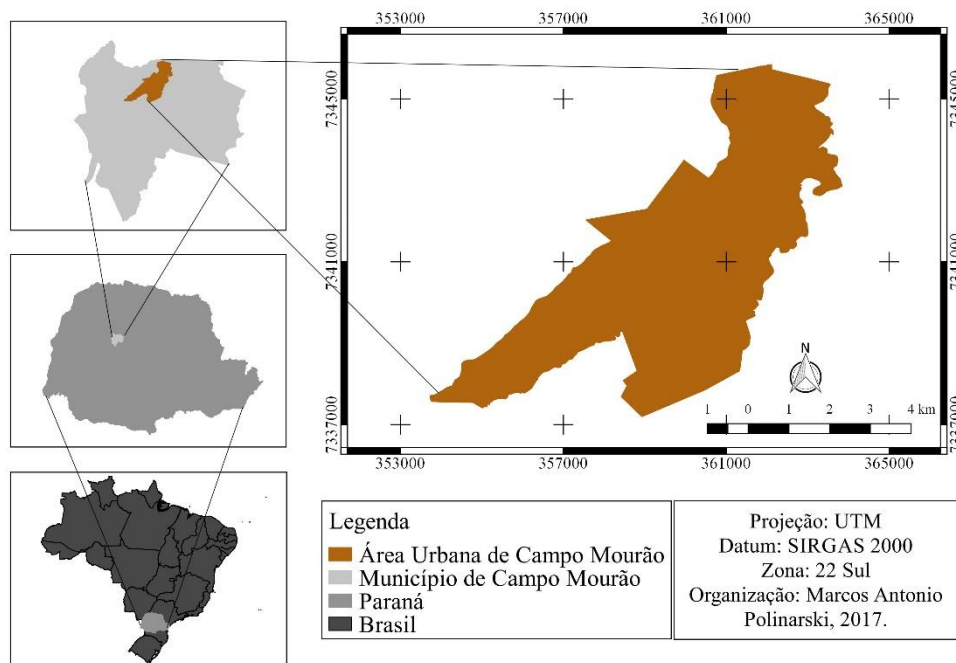 353000 357000 361000 365000
7345000 7345000
7341000 7341000
7337000 7337000
N
1 0 1 2 3 4 km
353000 357000 361000 365000
Legenda
Área Urbana de Campo Mourão
Município de Campo Mourão
Paraná
Brasil
Projeção: UTM
Datum: SIRGAS 2000
Zona: 22 Sul
Organização: Marcos Antonio
Polinarski, 2017.